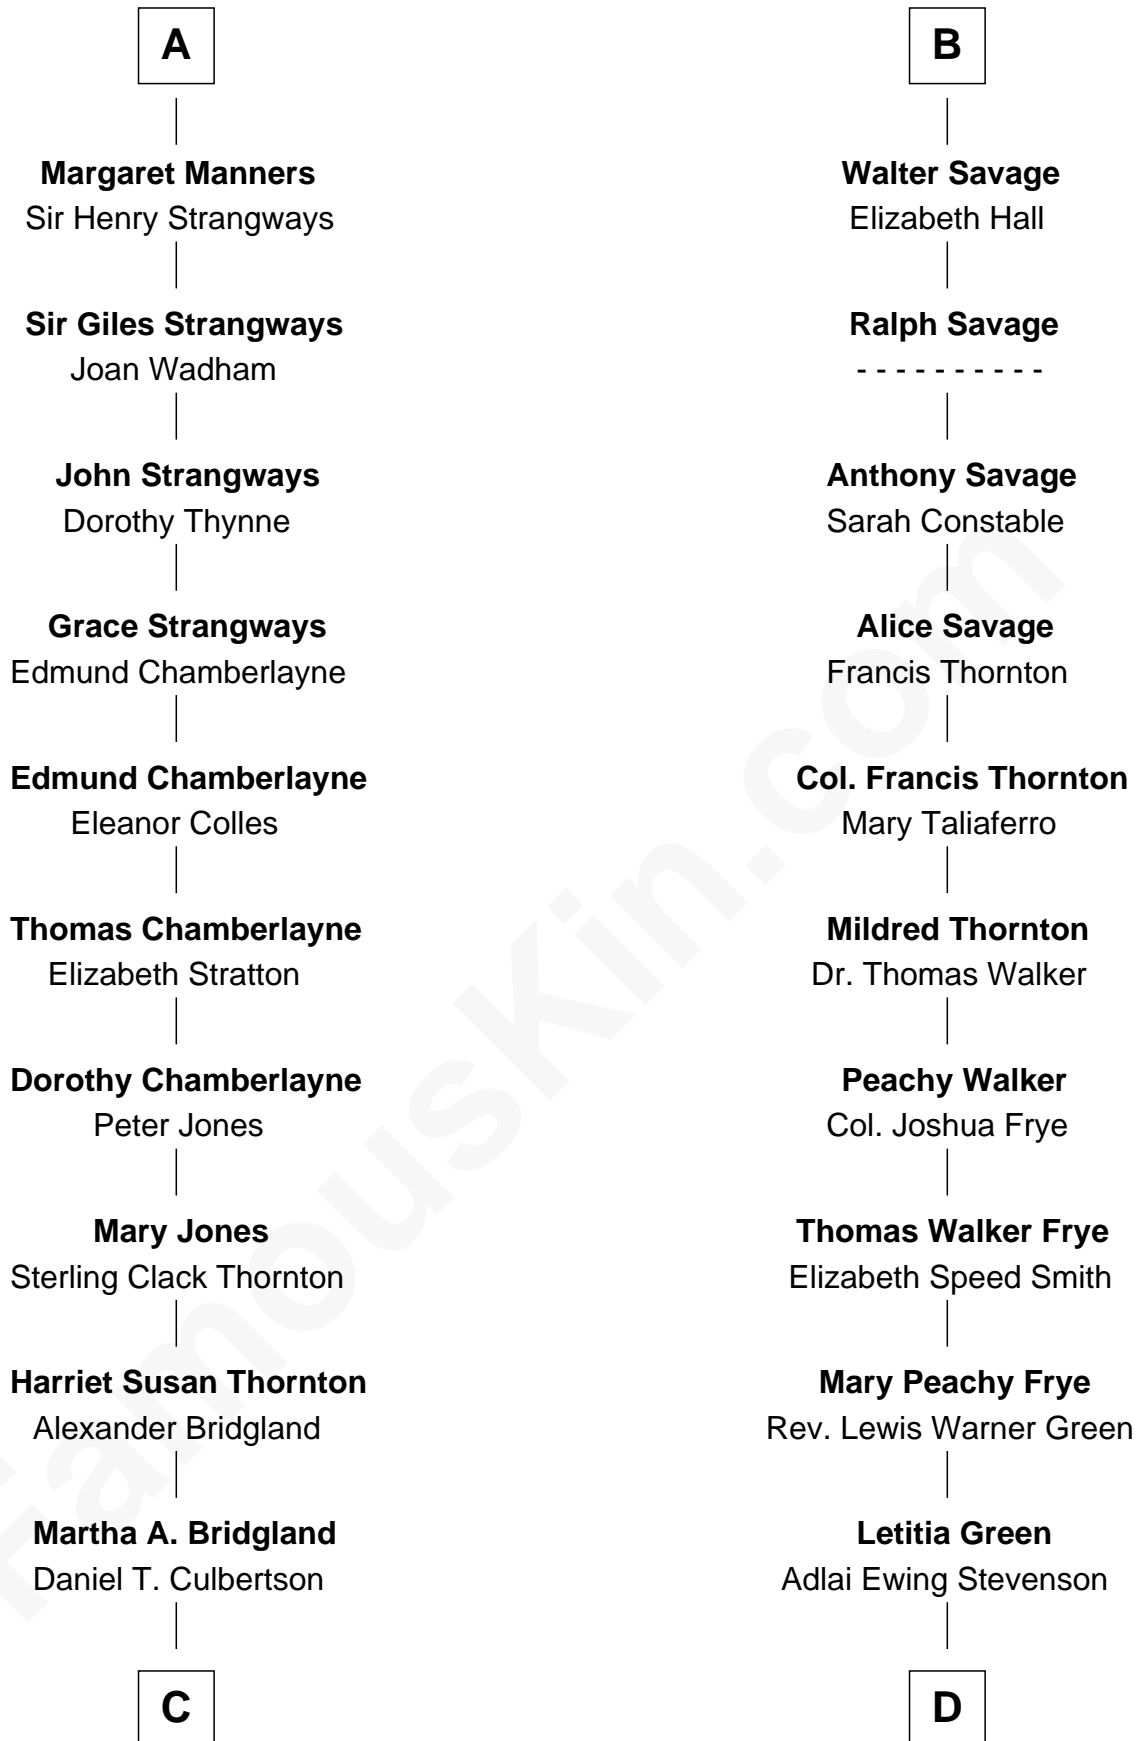 A
Margaret Manners
Sir Henry Strangways
Sir Giles Strangways
Joan Wadham
John Strangways
Dorothy Thynne
Grace Strangways
Edmund Chamberlayne
Edmund Chamberlayne
Eleanor Colles
Thomas Chamberlayne
Elizabeth Stratton
Dorothy Chamberlayne
Peter Jones
Mary Jones
Sterling Clack Thornton
Harriet Susan Thornton
Alexander Bridgland
Martha A. Bridgland
Daniel T. Culbertson
C
B
Walter Savage
Elizabeth Hall
Ralph Savage
- - - - - - - - - -
Anthony Savage
Sarah Constable
Alice Savage
Francis Thornton
Col. Francis Thornton
Mary Taliaferro
Mildred Thornton
Dr. Thomas Walker
Peachy Walker
Col. Joshua Frye
Thomas Walker Frye
Elizabeth Speed Smith
Mary Peachy Frye
Rev. Lewis Warner Green
Letitia Green
Adlai Ewing Stevenson
D
FamousKin.com